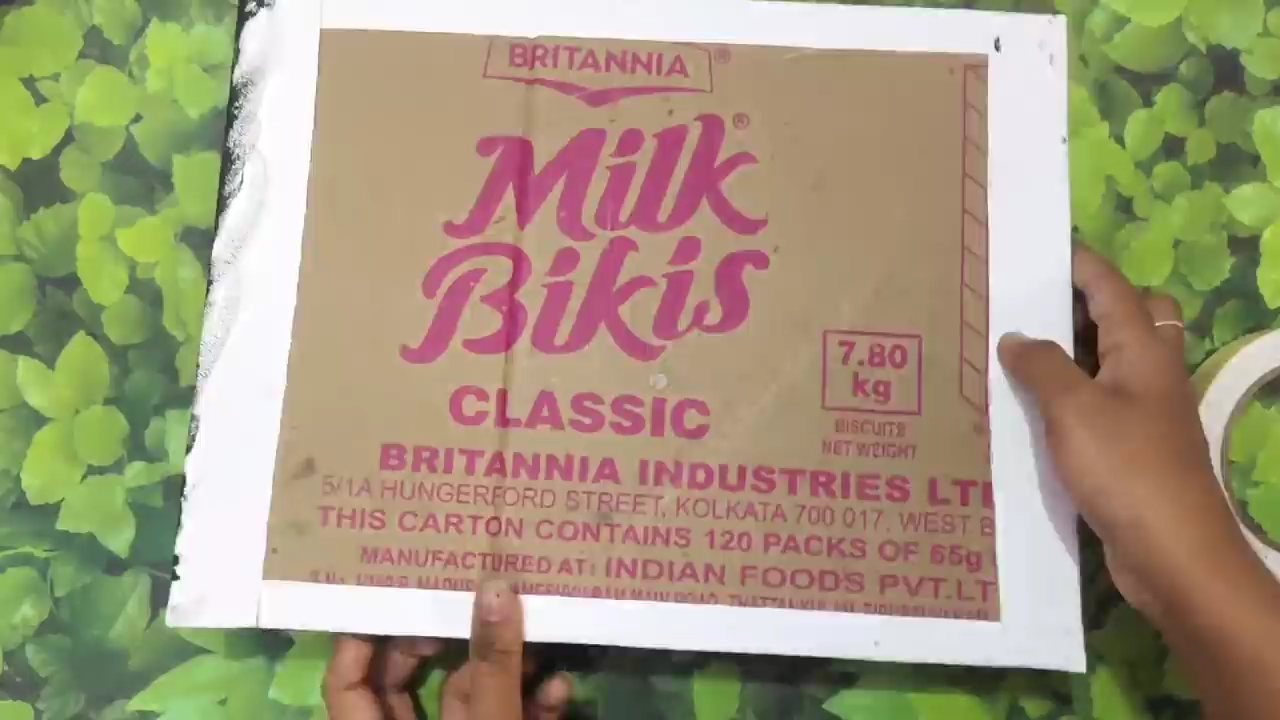 BRITANNIA®
Milk®
Bikis
CLASSIC
7.80
kg
BISCUITS
NET WEIGHT
BRITANNIA INDUSTRIES LT
5/1A HUNGERFORD STREET, KOLKATA 700 017. WEST B
THIS CARTON CONTAINS 120 PACKS OF 65g
MANUFACTURED AT: INDIAN FOODS PVT.LT